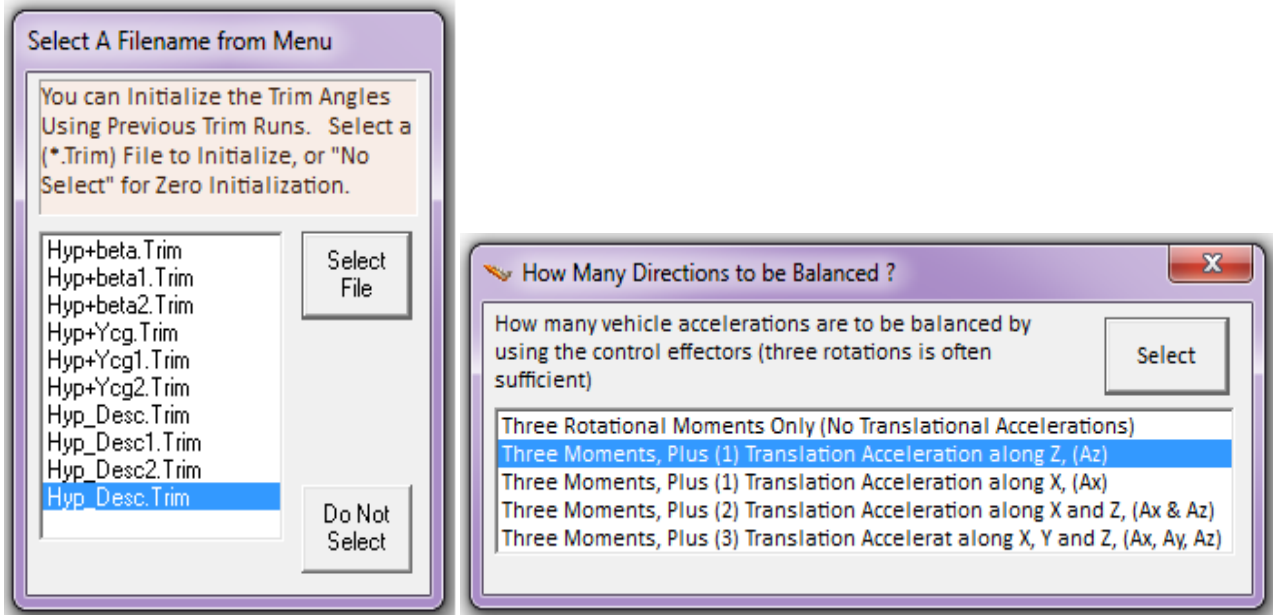 Select A Filename from Menu
You can Initialize the Trim Angles
Using Previous Trim Runs. Select a
(*.Trim) File to Initialize, or "No
Select" for Zero Initialization.
Hyp+beta.Trim
Hyp+beta1.Trim
Hyp+beta2.Trim
Hyp+Ycg.Trim
Hyp+Ycg1.Trim
Hyp+Ycg2.Trim
Hyp_Desc.Trim
Hyp_Desc1.Trim
Hyp_Desc2.Trim
Hyp_Desc.Trim
Select
File
Do Not
Select
How Many Directions to be Balanced ?
How many vehicle accelerations are to be balanced by
using the control effectors (three rotations is often
sufficient)
Select
Three Rotational Moments Only (No Translational Accelerations)
Three Moments, Plus (1) Translation Acceleration along Z, (Az)
Three Moments, Plus (1) Translation Acceleration along X, (Ax)
Three Moments, Plus (2) Translation Acceleration along X and Z, (Ax & Az)
Three Moments, Plus (3) Translation Accelerat along X, Y and Z, (Ax, Ay, Az)